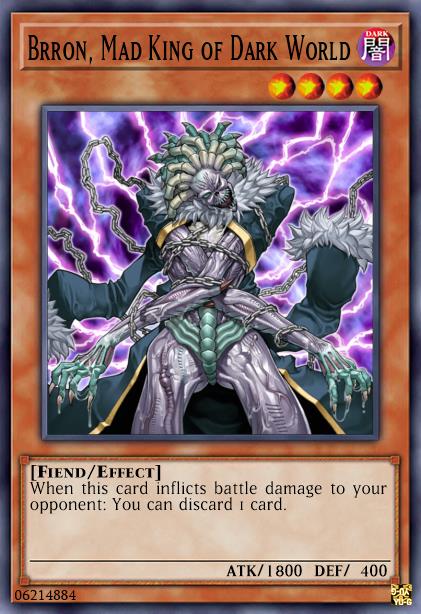 Brron, Mad King of Dark World
DARK
闇
[Fiend/Effect]
When this card inflicts battle damage to your
opponent: You can discard 1 card.
ATK/1800 DEF/ 400
06214884